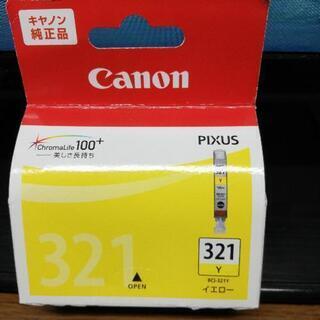 キヤノン
純正品
Canon
ChromaLife100+
美しさ長持ち
PIXUS
321
Y
321
321
Y
BCI-321Y
イエロー
OPEN